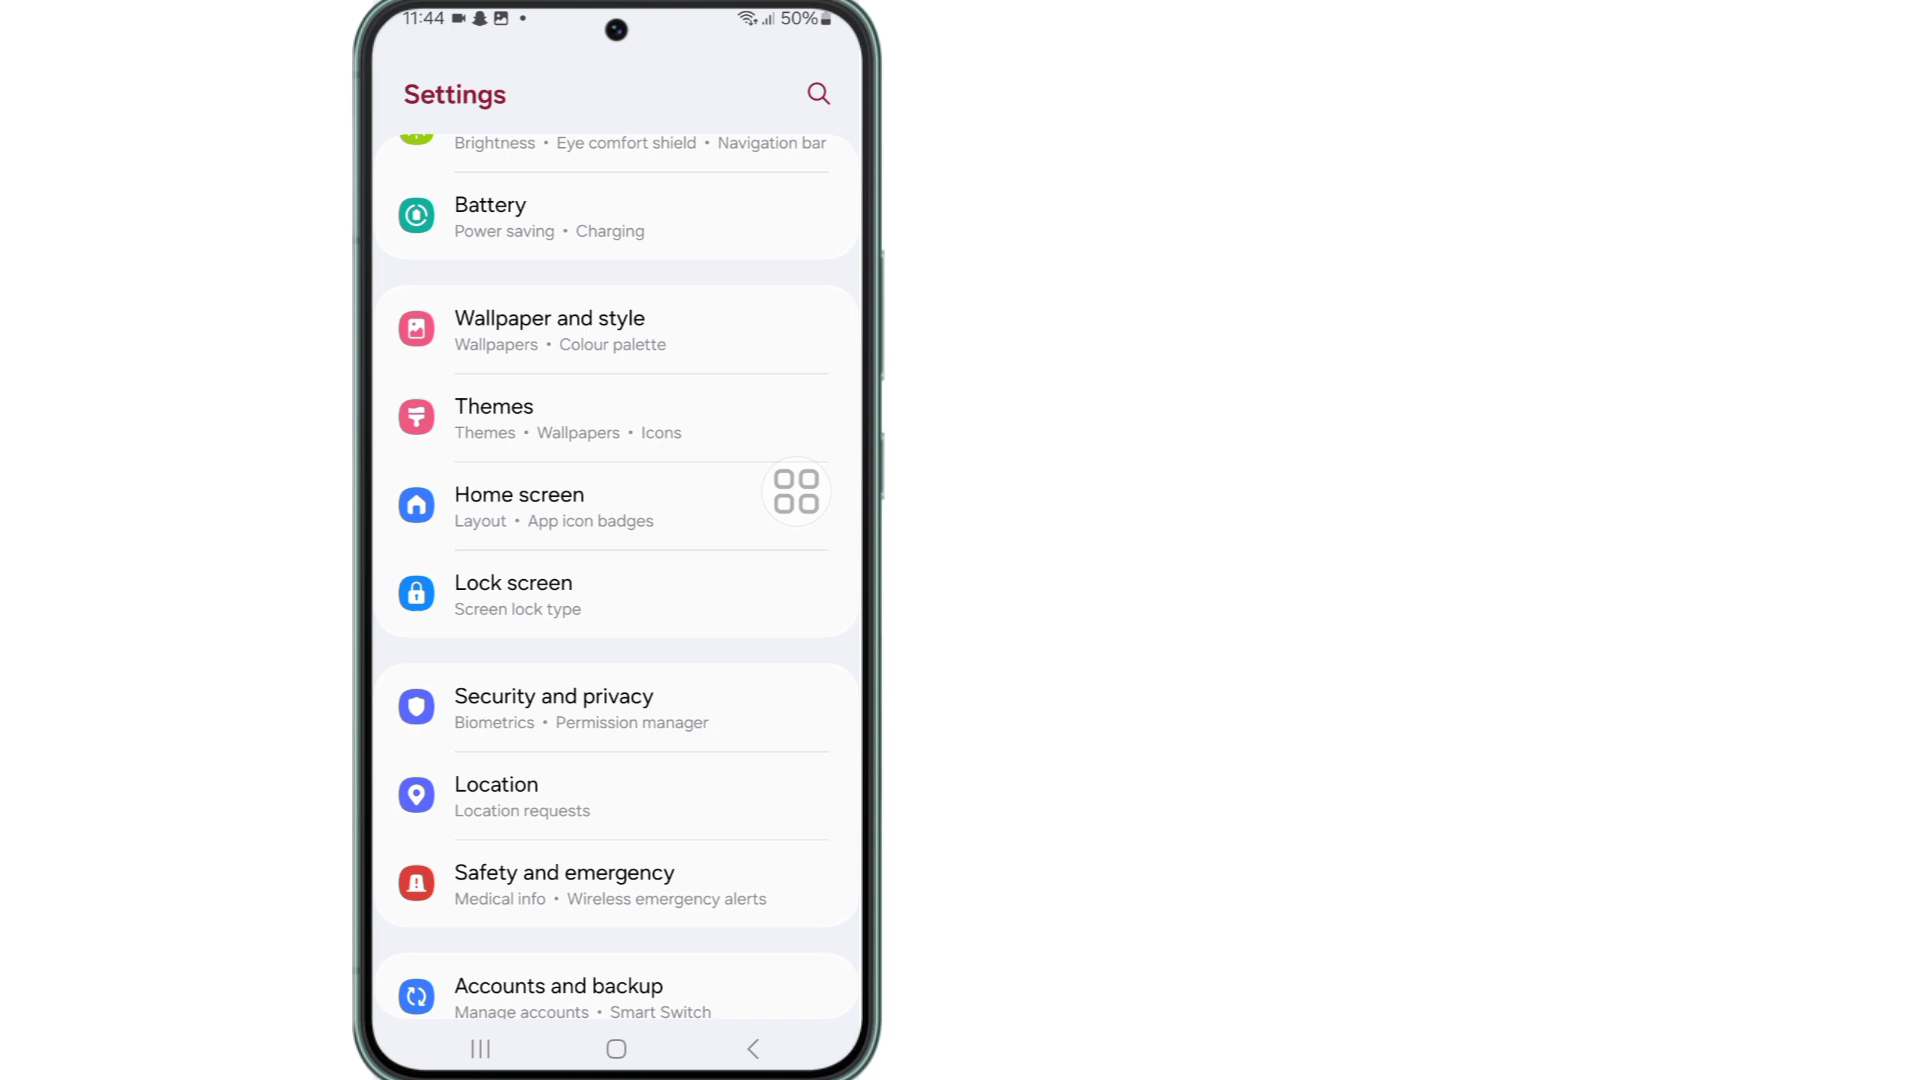 11:44 50%
Settings
Brightness • Eye comfort shield • Navigation bar
Battery
Power saving • Charging
Wallpaper and style
Wallpapers • Colour palette
Themes
Themes • Wallpapers • Icons
Home screen
Layout • App icon badges
Lock screen
Screen lock type
Security and privacy
Biometrics • Permission manager
Location
Location requests
Safety and emergency
Medical info • Wireless emergency alerts
Accounts and backup
Manage accounts • Smart Switch